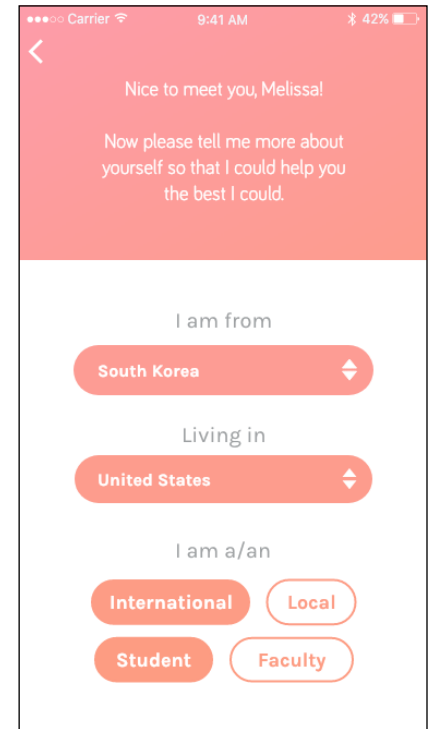 Carrier 9:41 AM 42%
Nice to meet you, Melissa!
Now please tell me more about
yourself so that I could help you
the best I could.
I am from
South Korea
Living in
United States
I am a/an
International Local
Student Faculty